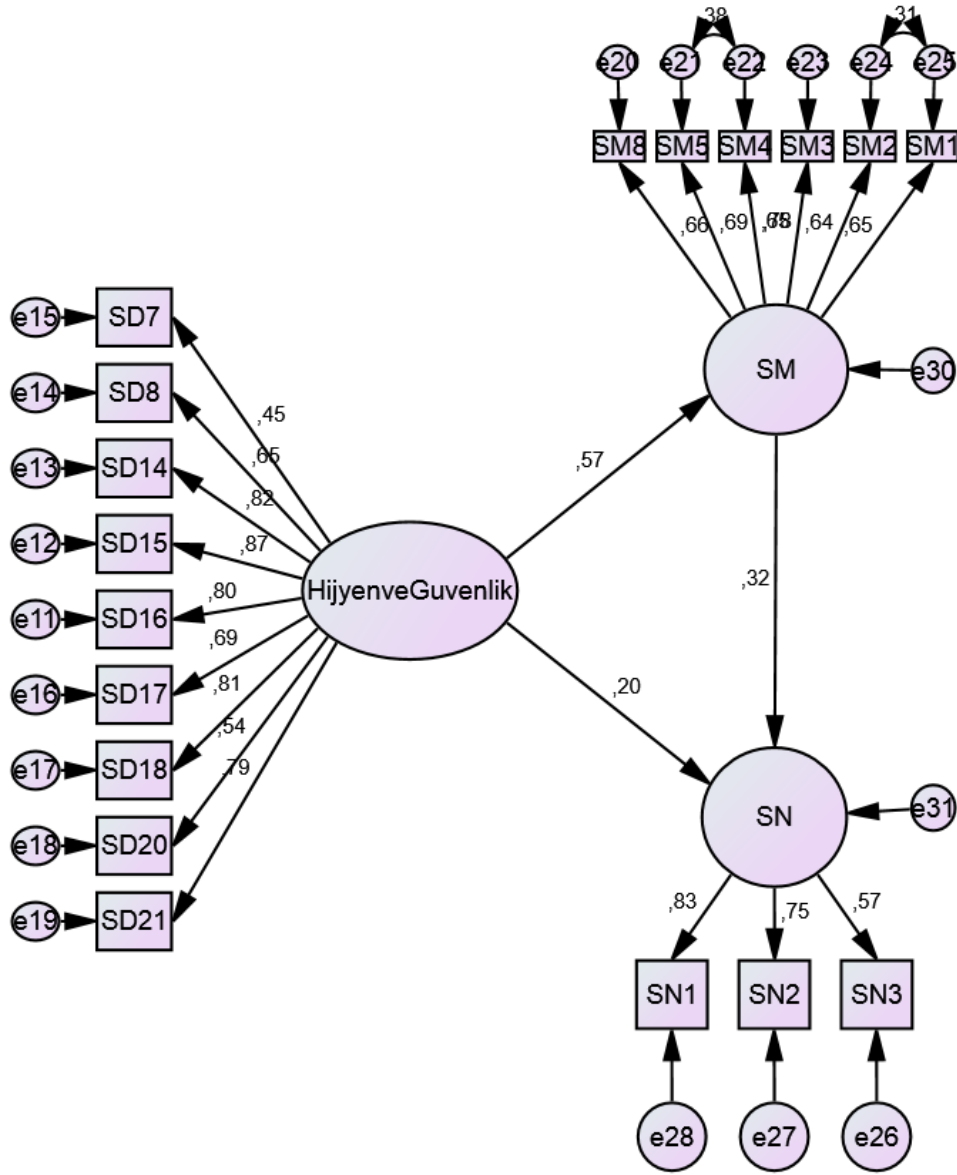 ,38
,31
e20
e21
e22
e23
e24
e25
SM8
SM5
SM4
SM3
SM2
SM1
,66
,69
,64
,65
SM
e30
e15
SD7
e14
SD8
e13
SD14
e12
SD15
e11
SD16
e16
SD17
e17
SD18
e18
SD20
e19
SD21
,45
,65
,82
,87
,80
,69
,81
,54
,79
HijyenveGuvenlik
,57
,32
,20
SN
e31
,83
,75
,57
SN1
SN2
SN3
e28
e27
e26